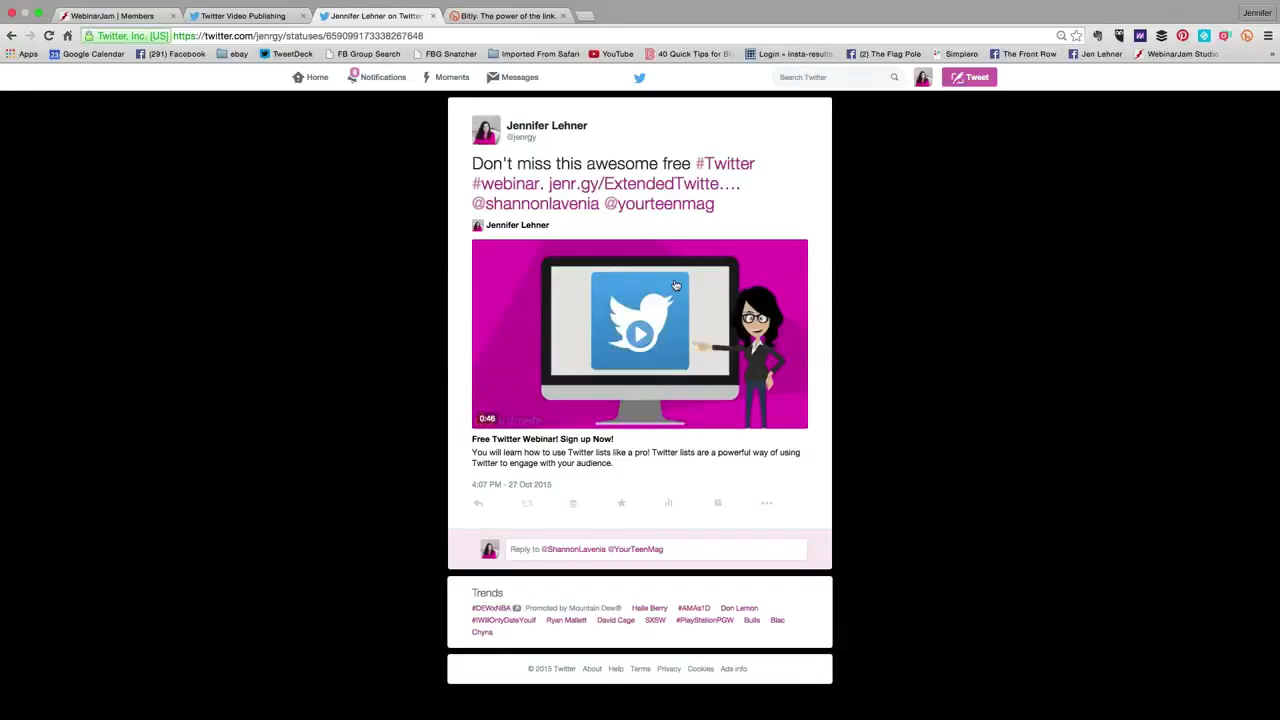 WebinarJam | Members
Twitter Video Publishing
Jennifer Lehner on Twitter
Bitly. The power of the link.
Jennifer
Twitter, Inc. [US] https://twitter.com/jenrgy/statuses/659099173338267648
Apps Google Calendar (291) Facebook ebay TweetDeck FB Group Search FBG Snatcher Imported From Safari YouTube 40 Quick Tips for Bl Login = insta-results (2) The Flag Pole Simplero The Front Row Jen Lehner WebinarJam Studio »
Home 8 Notifications Moments Messages Search Twitter Tweet
Jennifer Lehner
@jenrgy
Don't miss this awesome free #Twitter
#webinar. jenr.gy/ExtendedTwitte….
@shannonlavenia @yourteenmag
Jennifer Lehner
0:46
Free Twitter Webinar! Sign up Now!
You will learn how to use Twitter lists like a pro! Twitter lists are a powerful way of using
Twitter to engage with your audience.
4:07 PM - 27 Oct 2015
Reply to @ShannonLavenia @YourTeenMag
Trends
#DEWxNBA Promoted by Mountain Dew® Halle Berry #AMAs1D Don Lemon
#IWillOnlyDateYouIf Ryan Mallett David Cage SXSW #PlayStationPGW Bulls Blac
Chyna
© 2015 Twitter About Help Terms Privacy Cookies Ads info